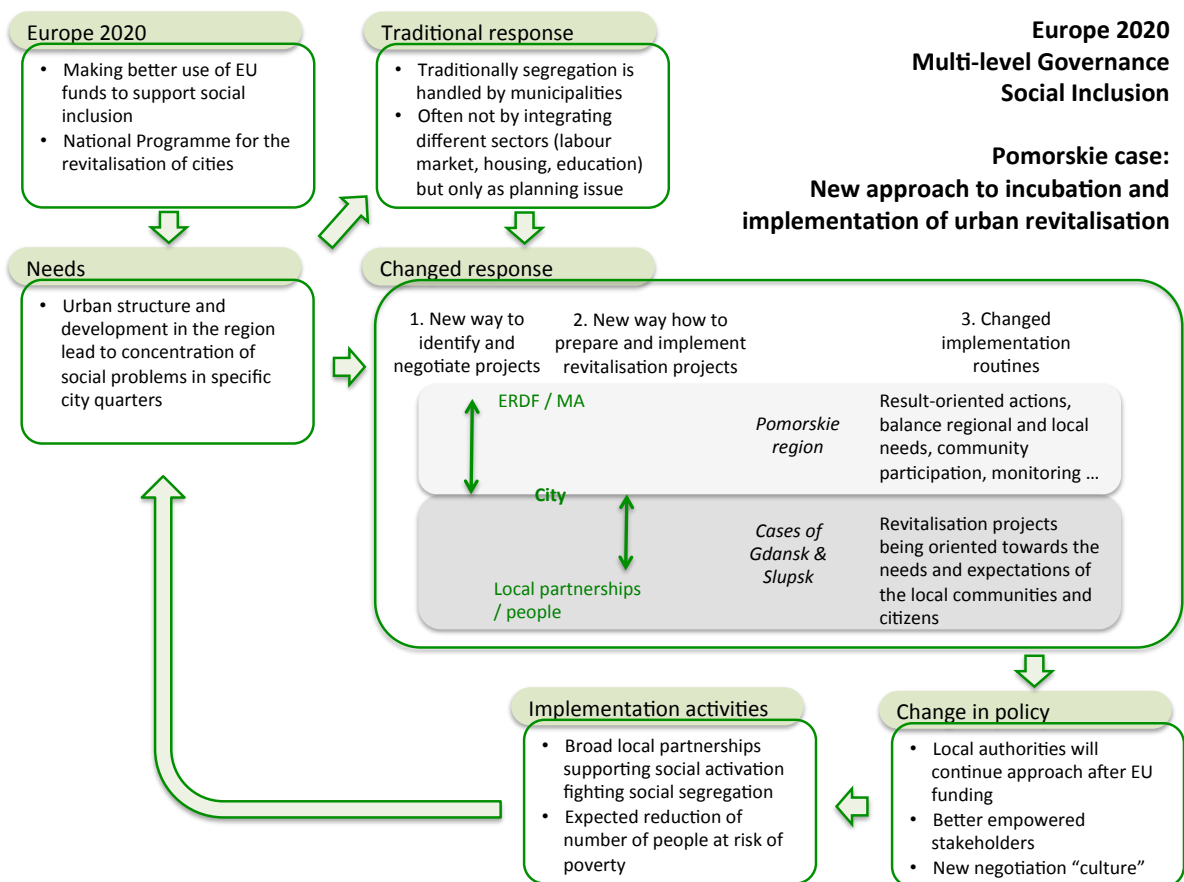 Europe 2020
• Making better use of EU
funds to support social
inclusion
• National Programme for the
revitalisation of cities
Traditional response
• Traditionally segregation is
handled by municipalities
• Often not by integrating
different sectors (labour
market, housing, education)
but only as planning issue
Europe 2020
Multi-level Governance
Social Inclusion
Pomorskie case:
New approach to incubation and
implementation of urban revitalisation
Needs
• Urban structure and
development in the region
lead to concentration of
social problems in specific
city quarters
Changed response
1. New way to
identify and
negotiate projects
2. New way how to
prepare and implement
revitalisation projects
3. Changed
implementation
routines
ERDF / MA
Pomorskie
region
Result-oriented actions,
balance regional and local
needs, community
participation, monitoring ...
City
Cases of
Gdansk &
Slupsk
Revitalisation projects
being oriented towards the
needs and expectations of
the local communities and
citizens
Local partnerships
/ people
Implementation activities
• Broad local partnerships
supporting social activation
fighting social segregation
• Expected reduction of
number of people at risk of
poverty
Change in policy
• Local authorities will
continue approach after EU
funding
• Better empowered
stakeholders
• New negotiation “culture”